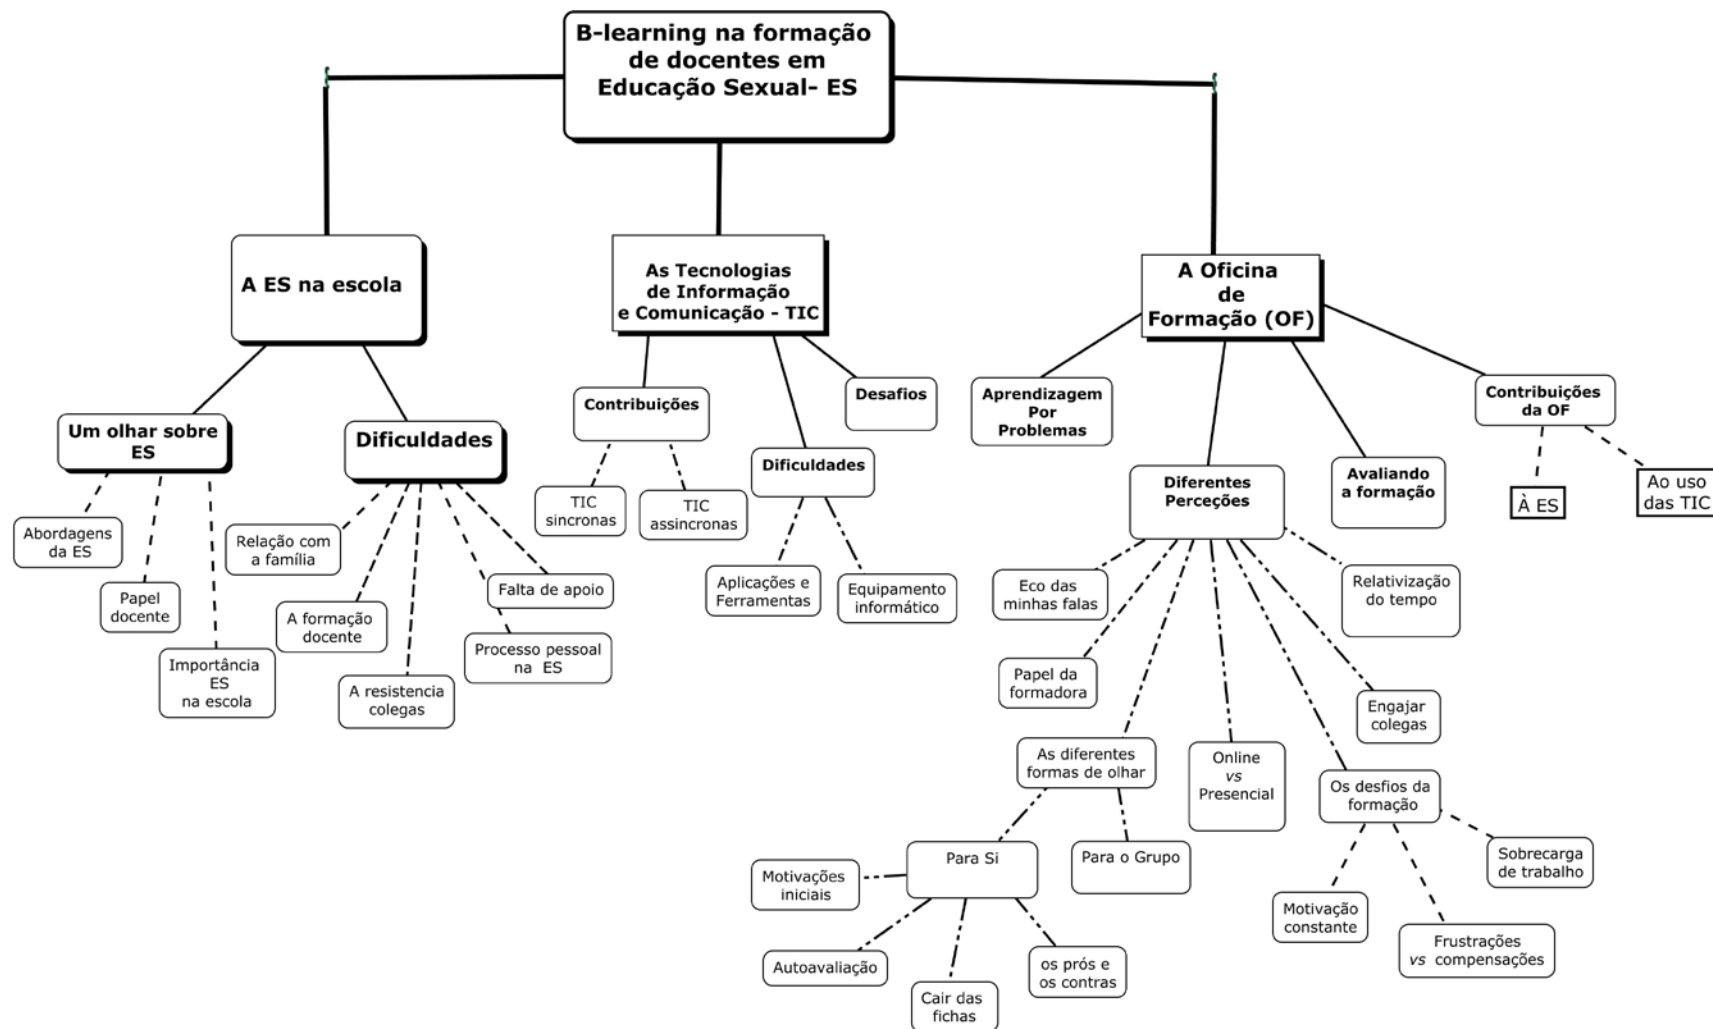 B-learning na formação
de docentes em
Educação Sexual- ES
A ES na escola
As Tecnologias
de Informação
e Comunicação - TIC
A Oficina
de
Formação (OF)
Um olhar sobre
ES
Dificuldades
Contribuições
Dificuldades
Desafios
Aprendizagem
Por
Problemas
Diferentes
Perceções
Avaliando
a formação
Contribuições
da OF
Abordagens
da ES
Papel
docente
Importância
ES
na escola
Relação com
a família
A formação
docente
A resistencia
colegas
Processo pessoal
na ES
Falta de apoio
TIC
sincronas
TIC
assincronas
Aplicações e
Ferramentas
Equipamento
informático
À ES
Ao uso
das TIC
Eco das
minhas falas
Papel da
formadora
As diferentes
formas de olhar
Online
vs
Presencial
Os desfios da
formação
Engajar
colegas
Relativização
do tempo
Para Si
Para o Grupo
Motivações
iniciais
Autoavaliação
Cair das
fichas
os prós e
os contras
Motivação
constante
Frustrações
vs compensações
Sobrecarga
de trabalho